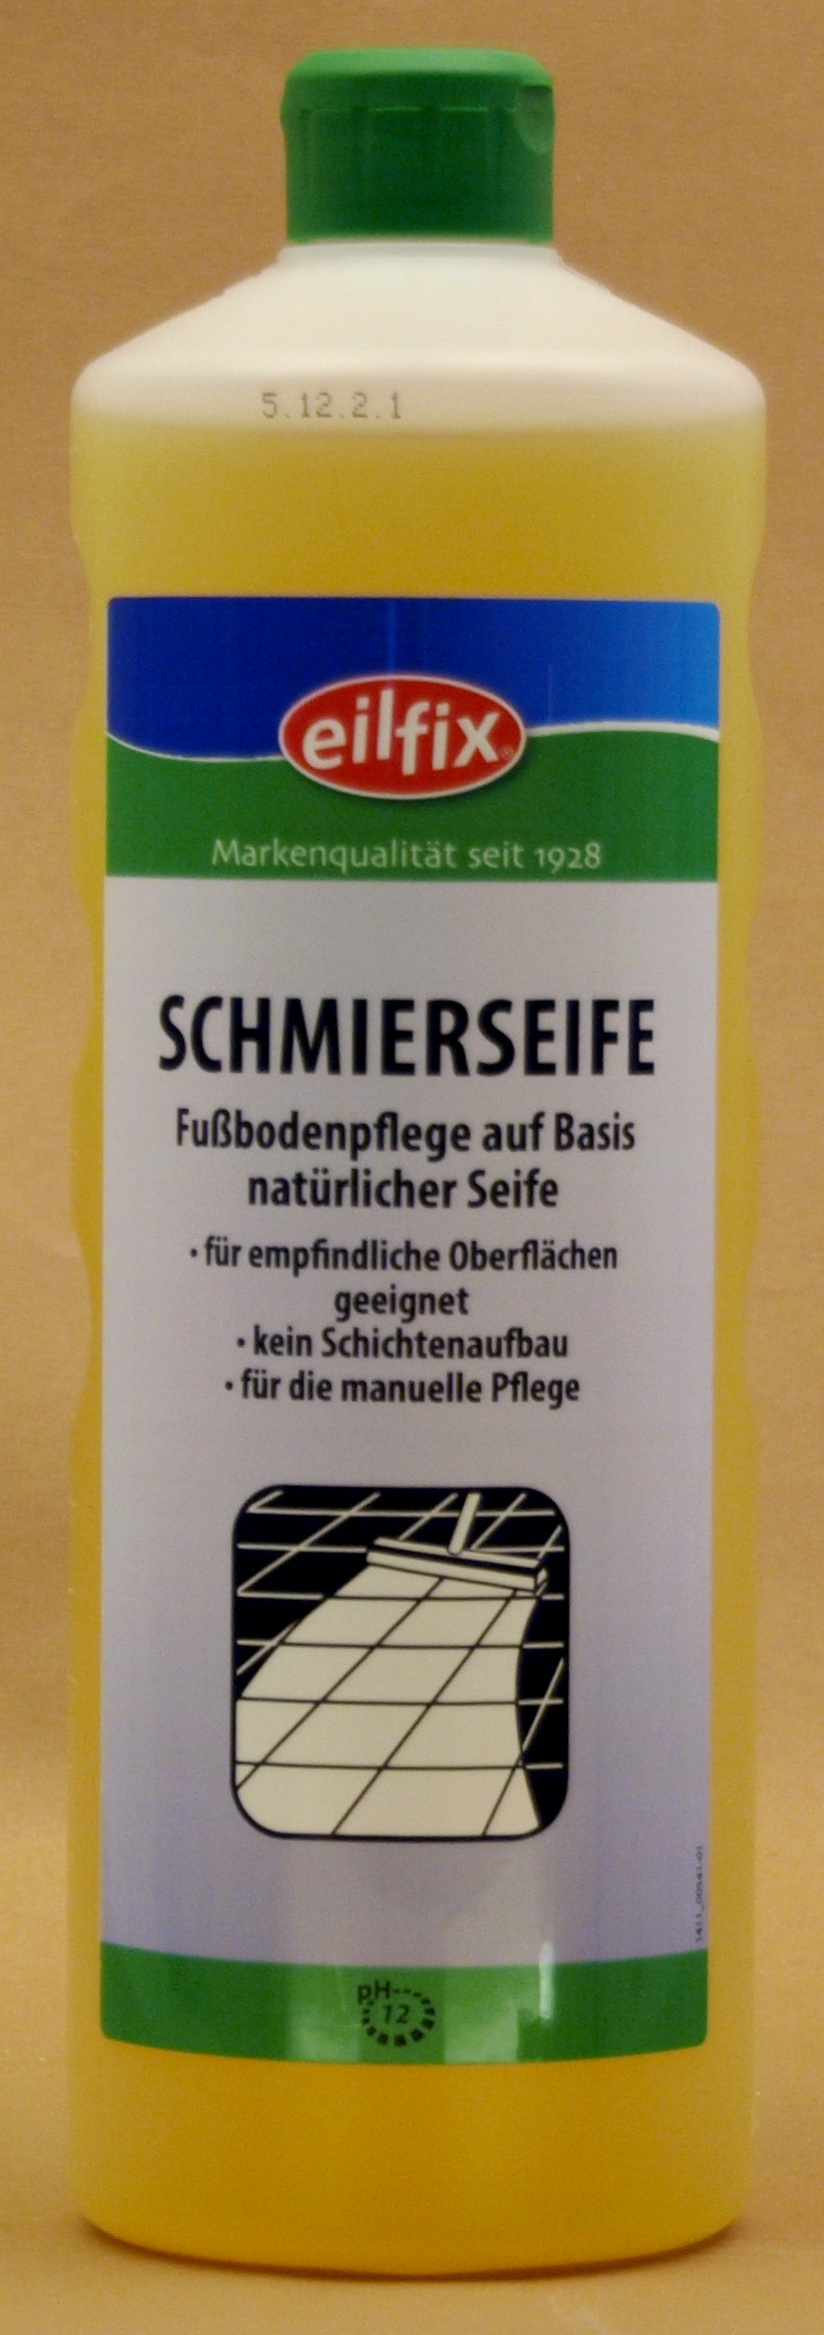 5.12.2.1
eilfix®
Markenqualität seit 1928
SCHMIERSEIFE
Fußbodenpflege auf Basis
natürlicher Seife
• für empfindliche Oberflächen
geeignet
• kein Schichtenaufbau
• für die manuelle Pflege
pH
12